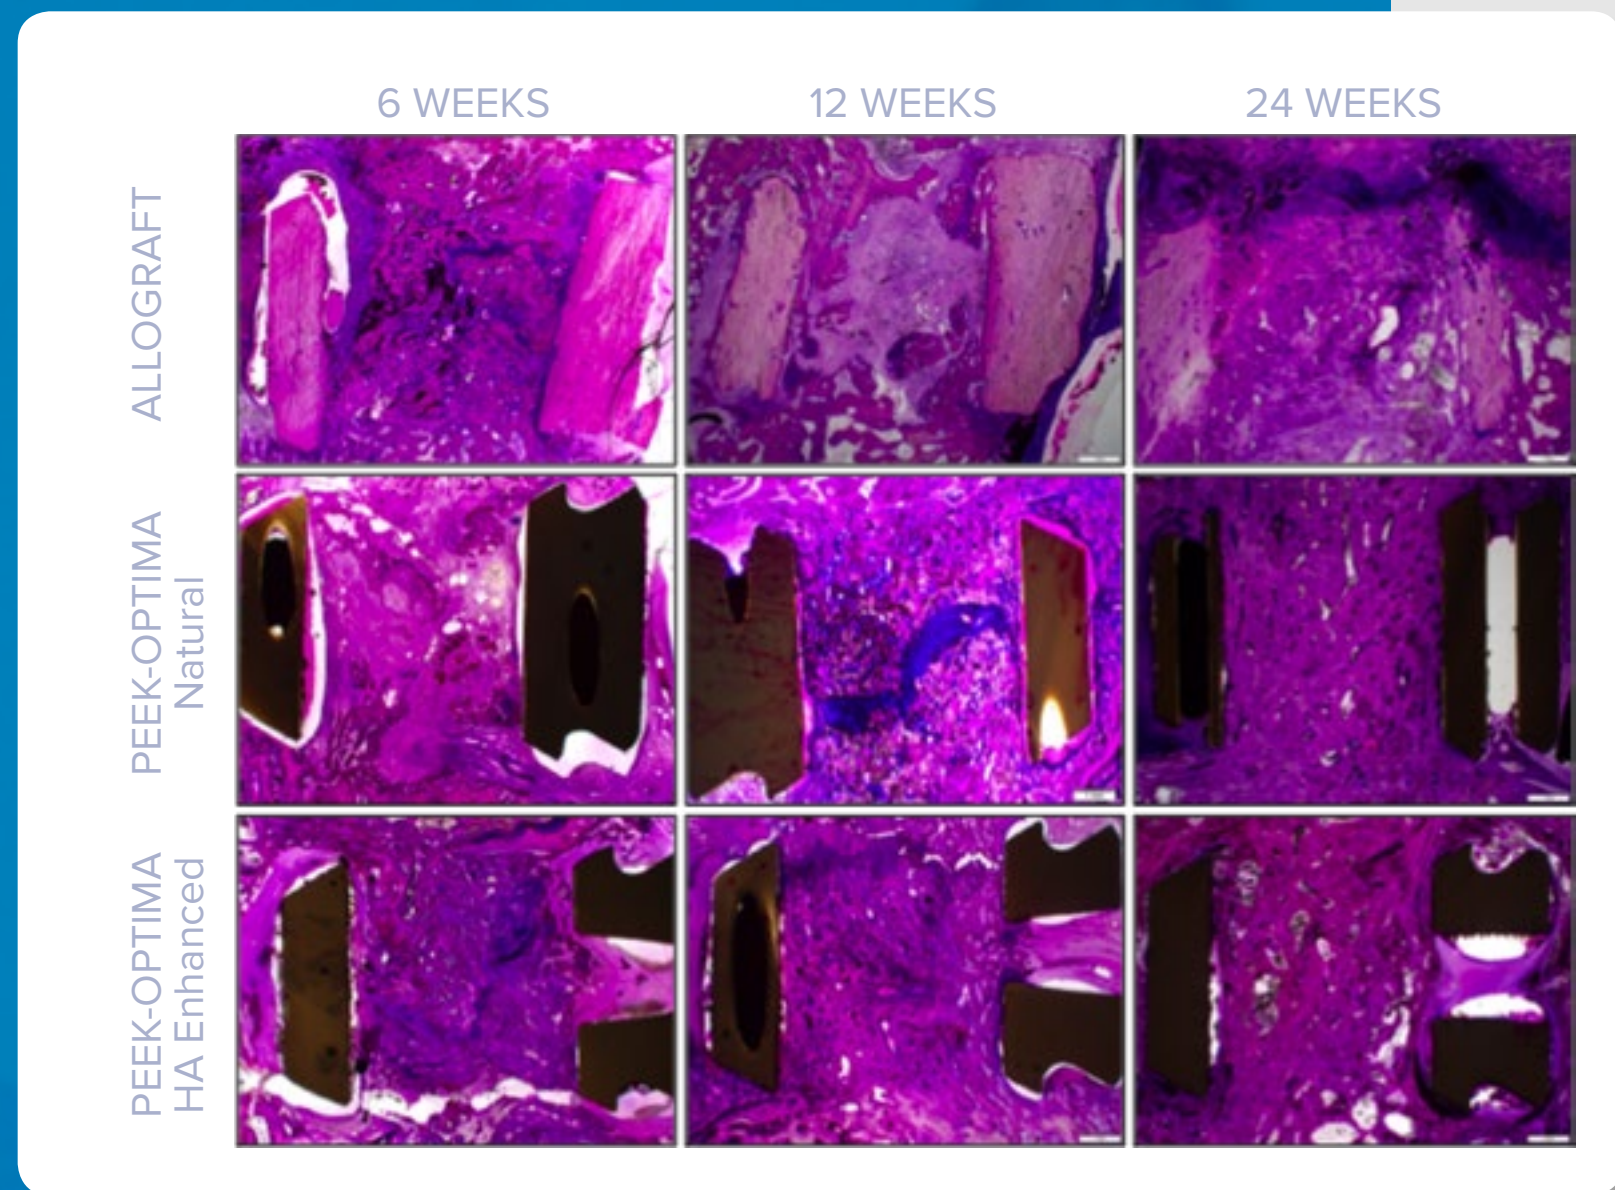 6 WEEKS
12 WEEKS
24 WEEKS
ALLOGRAFT
PEEK-OPTIMA
Natural
PEEK-OPTIMA
HA Enhanced